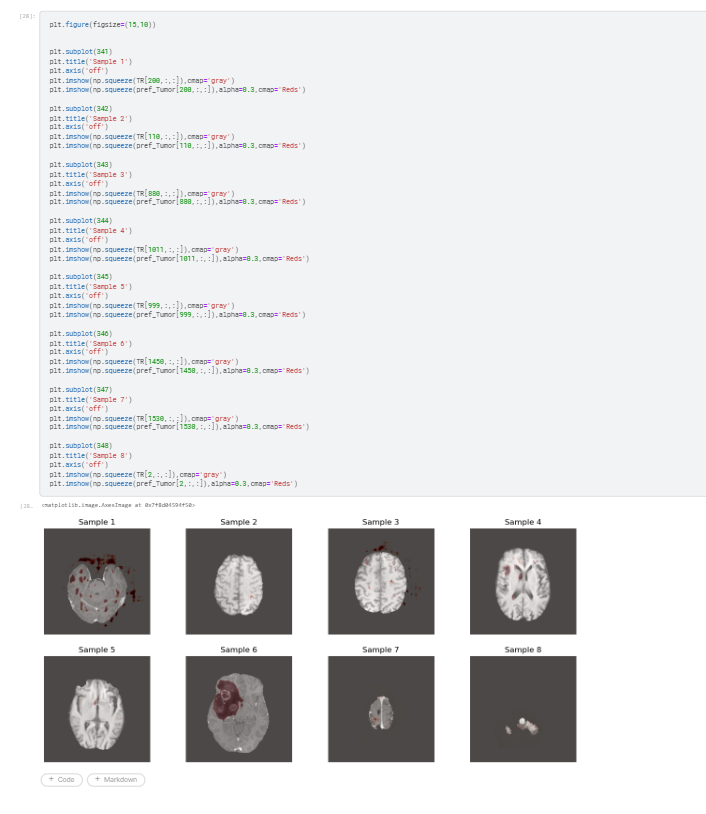 [20]:
plt.figure(figsize=(15,10))
plt.subplot(341)
plt.title('Sample 1')
plt.axis('off')
plt.imshow(np.squeeze(TR[200,:,:]),cmap='gray')
plt.imshow(np.squeeze(pref_Tumor[200,:,:]),alpha=0.3,cmap='Reds')
plt.subplot(342)
plt.title('Sample 2')
plt.axis('off')
plt.imshow(np.squeeze(TR[110,:,:]),cmap='gray')
plt.imshow(np.squeeze(pref_Tumor[110,:,:]),alpha=0.3,cmap='Reds')
plt.subplot(343)
plt.title('Sample 3')
plt.axis('off')
plt.imshow(np.squeeze(TR[880,:,:]),cmap='gray')
plt.imshow(np.squeeze(pref_Tumor[880,:,:]),alpha=0.3,cmap='Reds')
plt.subplot(344)
plt.title('Sample 4')
plt.axis('off')
plt.imshow(np.squeeze(TR[1011,:,:]),cmap='gray')
plt.imshow(np.squeeze(pref_Tumor[1011,:,:]),alpha=0.3,cmap='Reds')
plt.subplot(345)
plt.title('Sample 5')
plt.axis('off')
plt.imshow(np.squeeze(TR[999,:,:]),cmap='gray')
plt.imshow(np.squeeze(pref_Tumor[999,:,:]),alpha=0.3,cmap='Reds')
plt.subplot(346)
plt.title('Sample 6')
plt.axis('off')
plt.imshow(np.squeeze(TR[1450,:,:]),cmap='gray')
plt.imshow(np.squeeze(pref_Tumor[1450,:,:]),alpha=0.3,cmap='Reds')
plt.subplot(347)
plt.title('Sample 7')
plt.axis('off')
plt.imshow(np.squeeze(TR[1530,:,:]),cmap='gray')
plt.imshow(np.squeeze(pref_Tumor[1530,:,:]),alpha=0.3,cmap='Reds')
plt.subplot(348)
plt.title('Sample 8')
plt.axis('off')
plt.imshow(np.squeeze(TR[2,:,:]),cmap='gray')
plt.imshow(np.squeeze(pref_Tumor[2,:,:]),alpha=0.3,cmap='Reds')
<matplotlib.image.AxesImage at
Sample 1 Sample 2 Sample 3 Sample 4
Sample 5 Sample 6 Sample 7 Sample 8
+ Code + Markdown